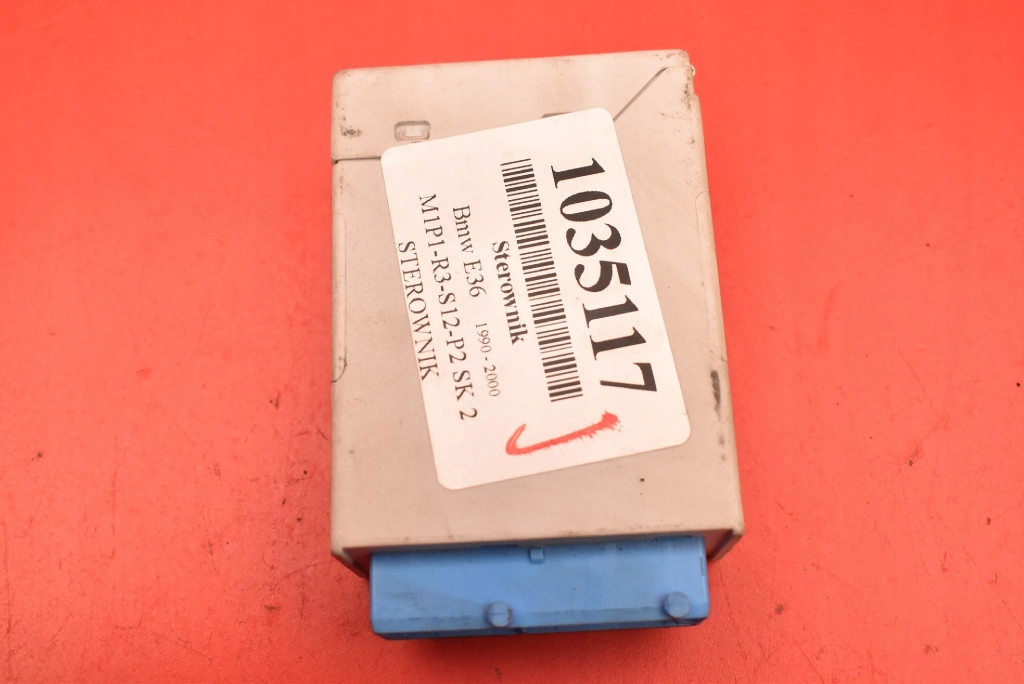 1035117
Sterownik
Bmw E36 1990 - 2000
M1P1-R3-S12-P2 SK 2
STEROWNIK